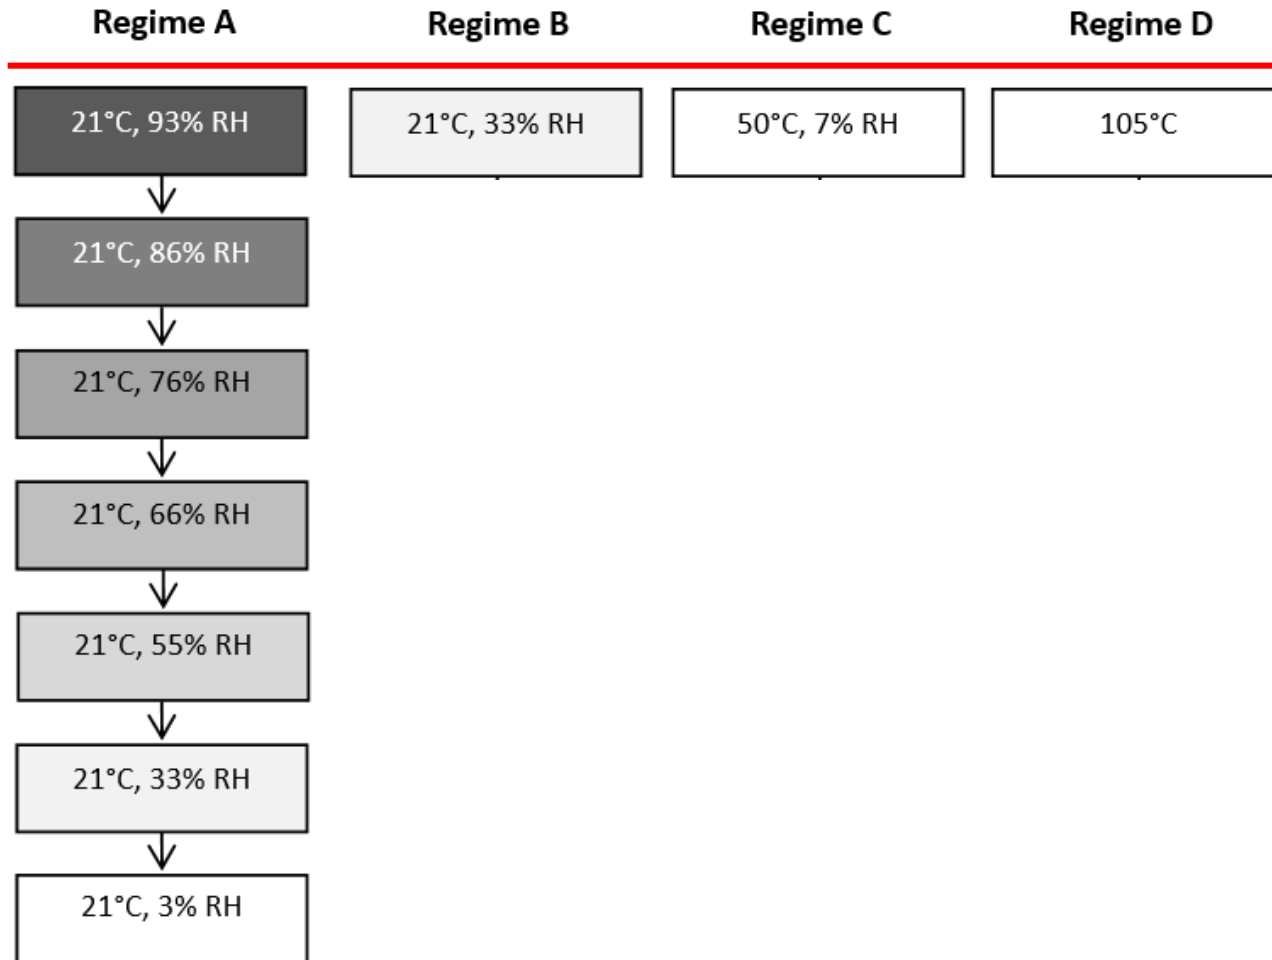 Regime A
Regime B
Regime C
Regime D
21°C, 93% RH
21°C, 33% RH
50°C, 7% RH
105°C
21°C, 86% RH
21°C, 76% RH
21°C, 66% RH
21°C, 55% RH
21°C, 33% RH
21°C, 3% RH